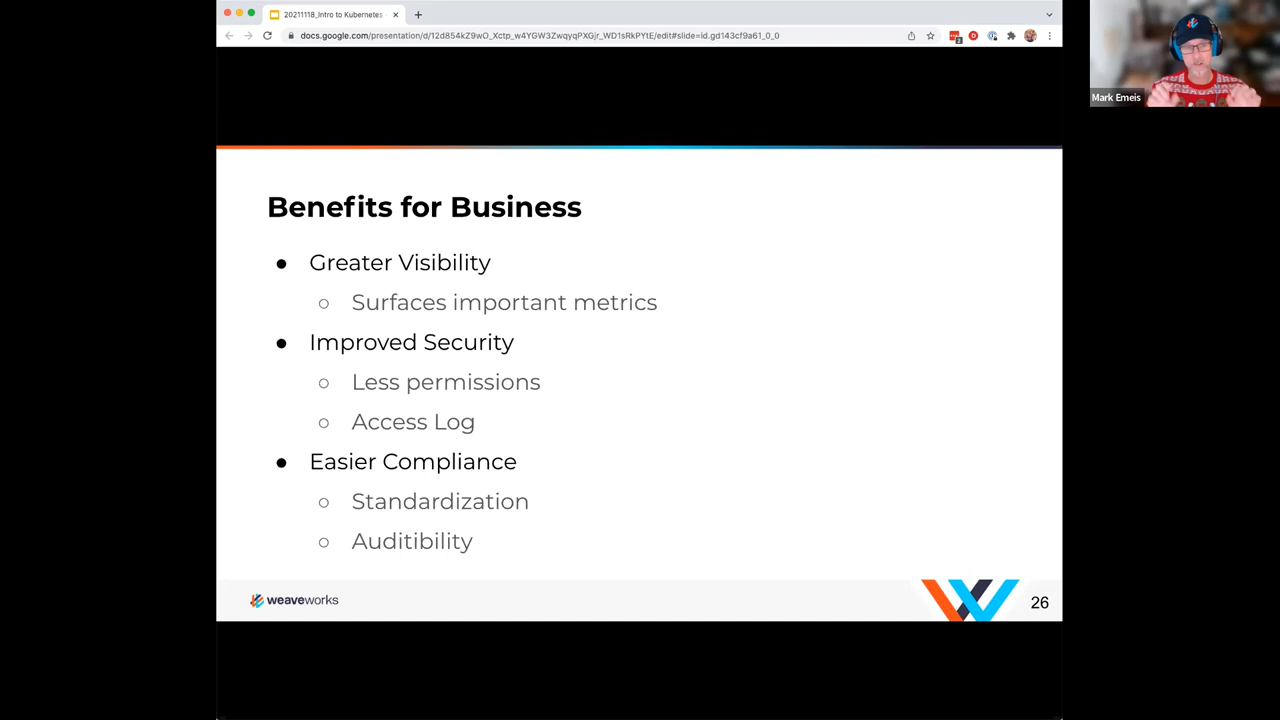 20211118_Intro to Kubernetes -
docs.google.com/presentation/d/12d854kZ9wO_Xctp_w4YGW3ZwqyqPXGjr_WD1sRkPYtE/edit#slide=id.gd143cf9a61_0_0
Mark Emeis
Benefits for Business
● Greater Visibility
○ Surfaces important metrics
● Improved Security
○ Less permissions
○ Access Log
● Easier Compliance
○ Standardization
○ Auditibility
weaveworks
26